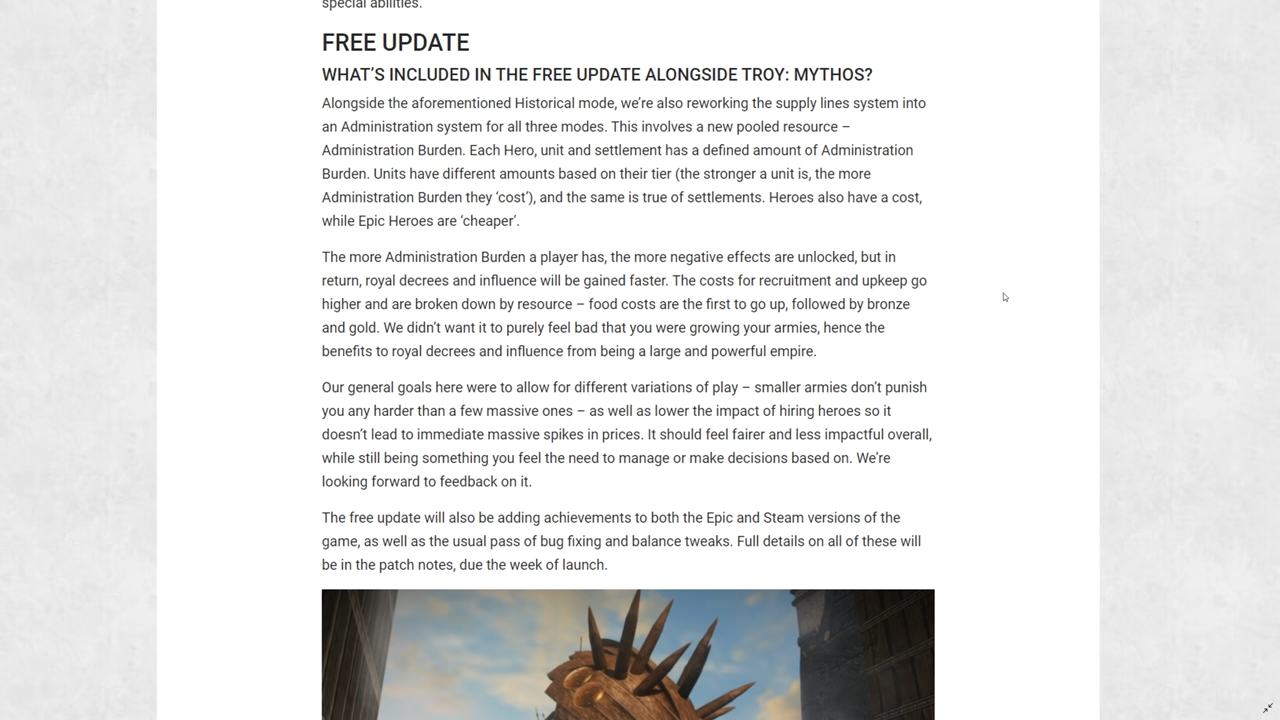 special abilities.
FREE UPDATE
WHAT’S INCLUDED IN THE FREE UPDATE ALONGSIDE TROY: MYTHOS?
Alongside the aforementioned Historical mode, we’re also reworking the supply lines system into
an Administration system for all three modes. This involves a new pooled resource –
Administration Burden. Each Hero, unit and settlement has a defined amount of Administration
Burden. Units have different amounts based on their tier (the stronger a unit is, the more
Administration Burden they ‘cost’), and the same is true of settlements. Heroes also have a cost,
while Epic Heroes are ‘cheaper’.
The more Administration Burden a player has, the more negative effects are unlocked, but in
return, royal decrees and influence will be gained faster. The costs for recruitment and upkeep go
higher and are broken down by resource – food costs are the first to go up, followed by bronze
and gold. We didn’t want it to purely feel bad that you were growing your armies, hence the
benefits to royal decrees and influence from being a large and powerful empire.
Our general goals here were to allow for different variations of play – smaller armies don’t punish
you any harder than a few massive ones – as well as lower the impact of hiring heroes so it
doesn’t lead to immediate massive spikes in prices. It should feel fairer and less impactful overall,
while still being something you feel the need to manage or make decisions based on. We’re
looking forward to feedback on it.
The free update will also be adding achievements to both the Epic and Steam versions of the
game, as well as the usual pass of bug fixing and balance tweaks. Full details on all of these will
be in the patch notes, due the week of launch.